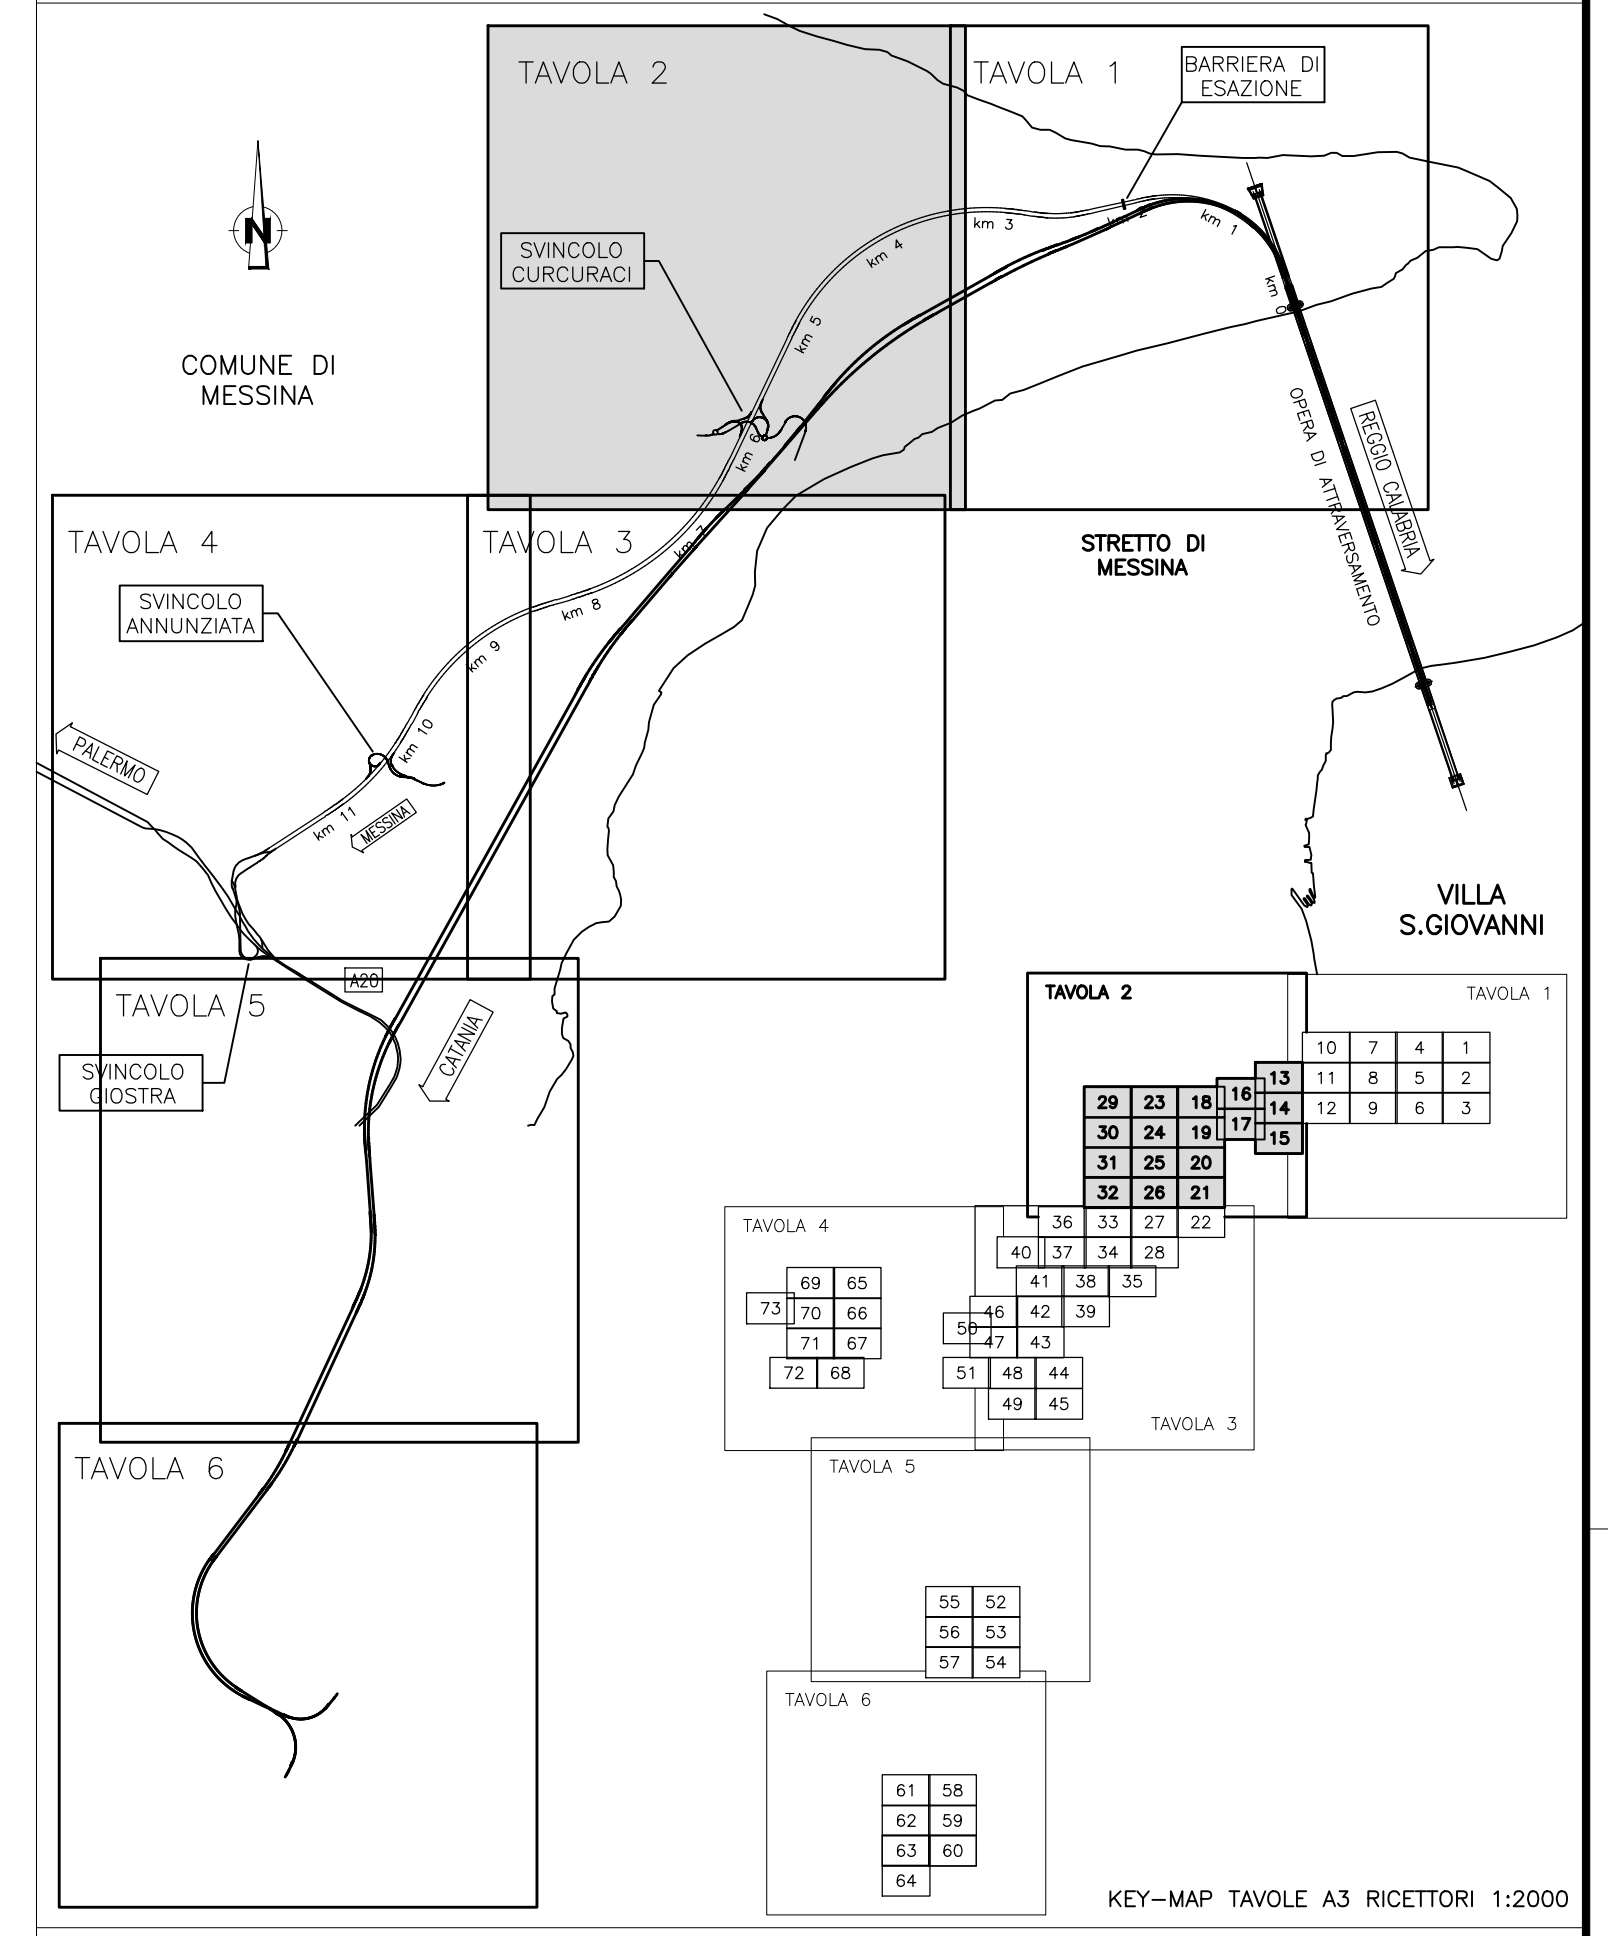 TAVOLA 2
TAVOLA 1
BARRIERA DI
ESAZIONE
N
SVINCOLO
CURCURACI
km 0
km 1
km 2
km 3
km 4
km 5
km 6
COMUNE DI
MESSINA
OPERA DI ATTRAVERSAMENTO
REGGIO CALABRIA
STRETTO DI
MESSINA
TAVOLA 4
TAVOLA 3
km 7
km 8
km 9
km 10
km 11
SVINCOLO
ANNUNZIATA
PALERMO
MESSINA
VILLA
S.GIOVANNI
A20
TAVOLA 5
CATANIA
SVINCOLO
GIOSTRA
TAVOLA 6
TAVOLA 2
TAVOLA 1
10 7 4 1
11 8 5 2
12 9 6 3
13
14
15
16
17
29 23 18
30 24 19
31 25 20
32 26 21
TAVOLA 4
36 33 27 22
40 37 34 28
41 38 35
46 42 39
50
47 43
51 48 44
49 45
69 65
73
70 66
71 67
72 68
TAVOLA 3
TAVOLA 5
55 52
56 53
57 54
TAVOLA 6
61 58
62 59
63 60
64
KEY-MAP TAVOLE A3 RICETTORI 1:2000